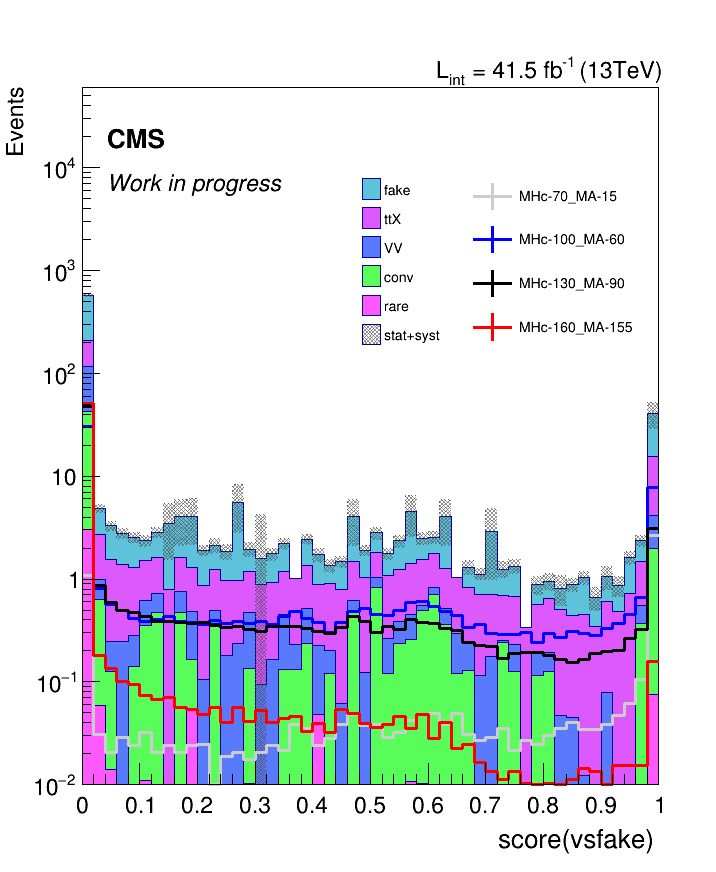 L_int = 41.5 fb^-1 (13TeV)
Events
CMS
Work in progress
fake
ttX
VV
conv
rare
stat+syst
MHc-70_MA-15
MHc-100_MA-60
MHc-130_MA-90
MHc-160_MA-155
10^4
10^3
10^2
10
1
10^-1
10^-2
0 0.1 0.2 0.3 0.4 0.5 0.6 0.7 0.8 0.9 1
score(vsfake)